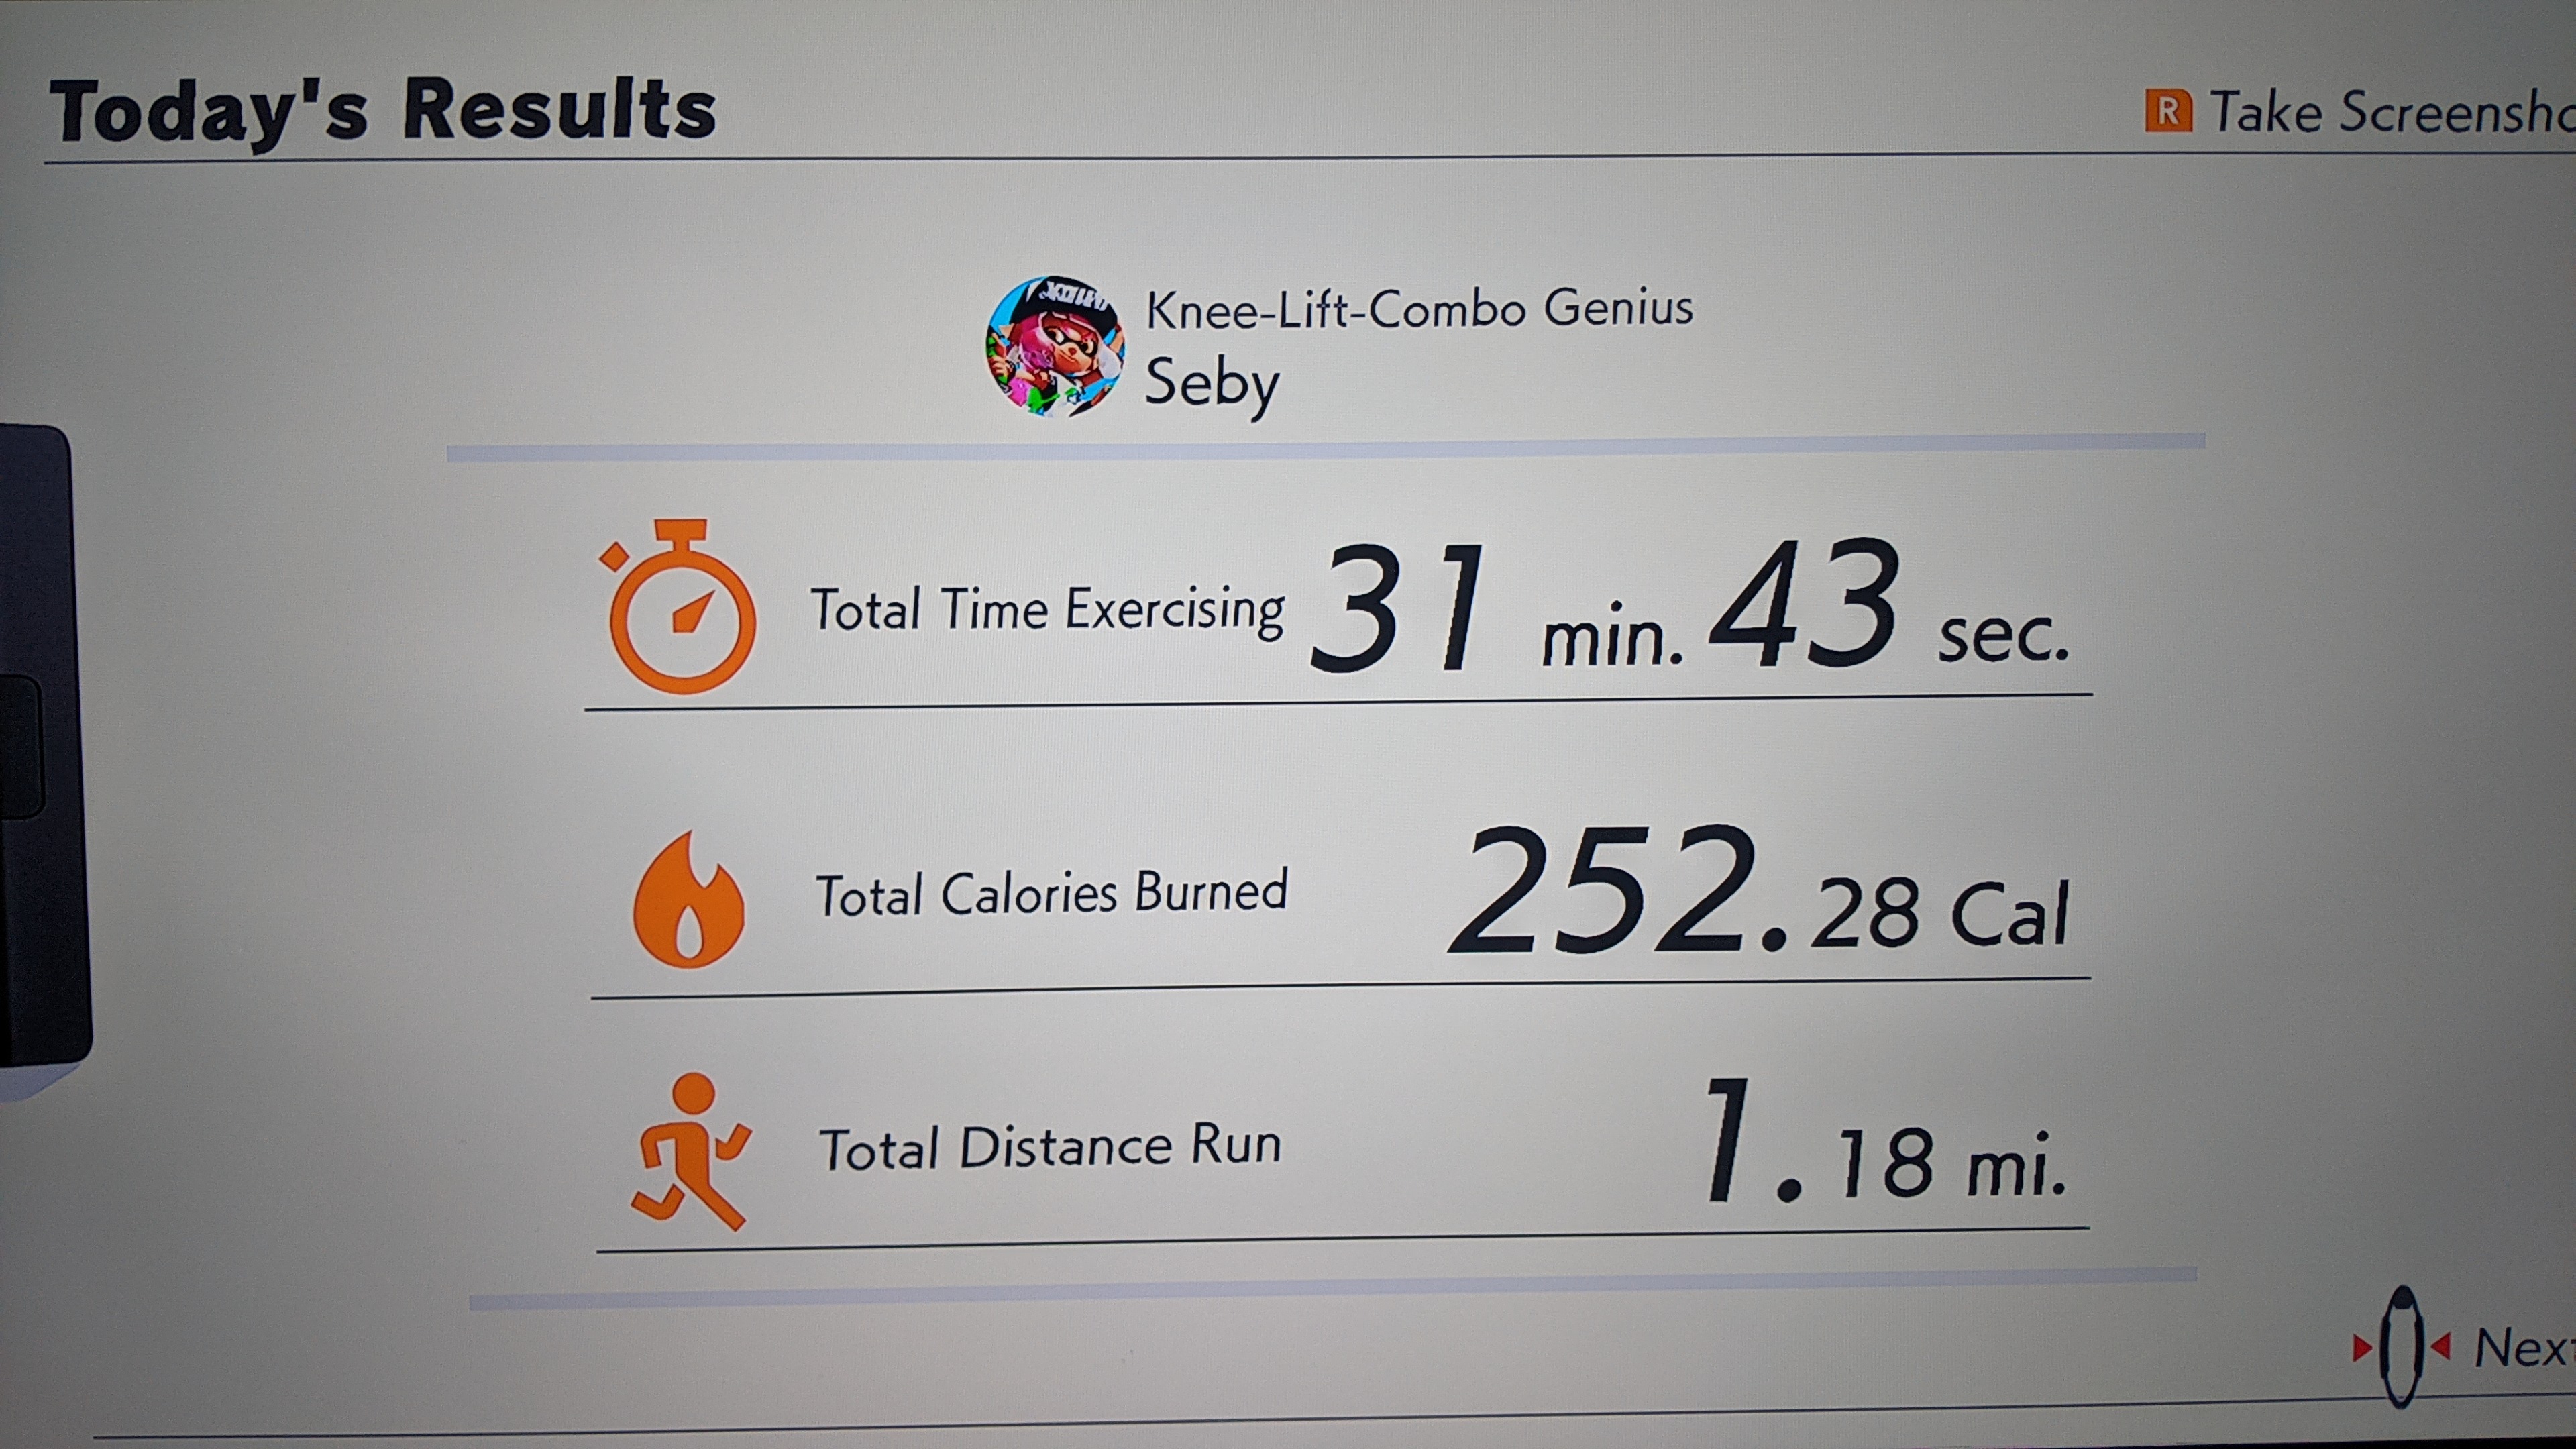 Today's Results
R Take Screensho
Knee-Lift-Combo Genius
Seby
Total Time Exercising 31 min. 43 sec.
Total Calories Burned 252.28 Cal
Total Distance Run 1.18 mi.
Next